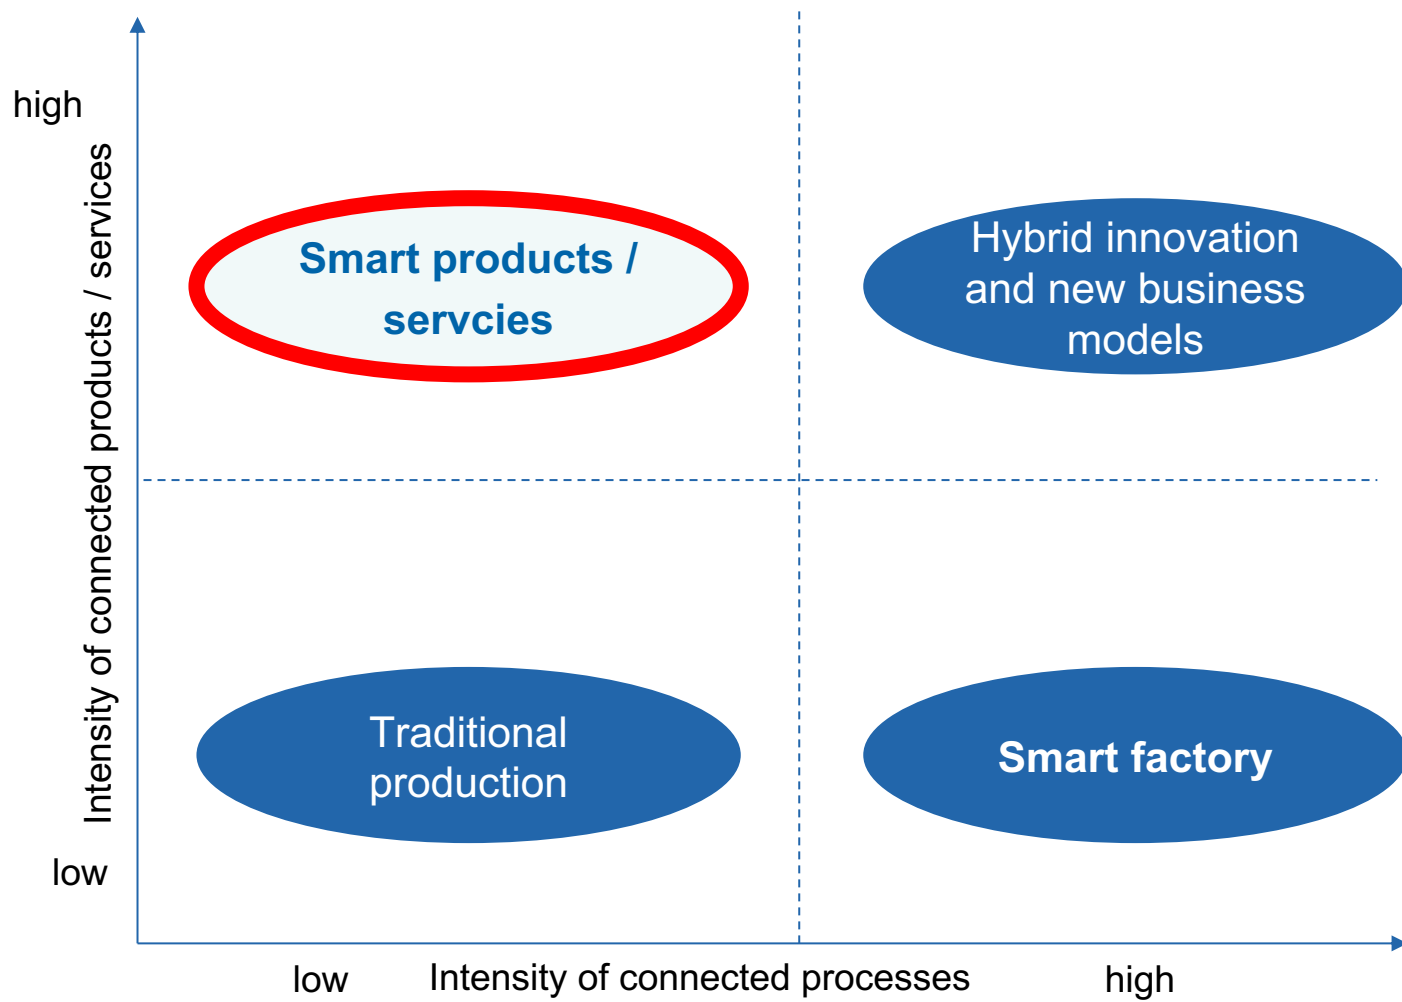 high
Intensity of connected products / services
Smart products /
servcies
Hybrid innovation
and new business
models
Traditional
production
Smart factory
low
low
Intensity of connected processes
high